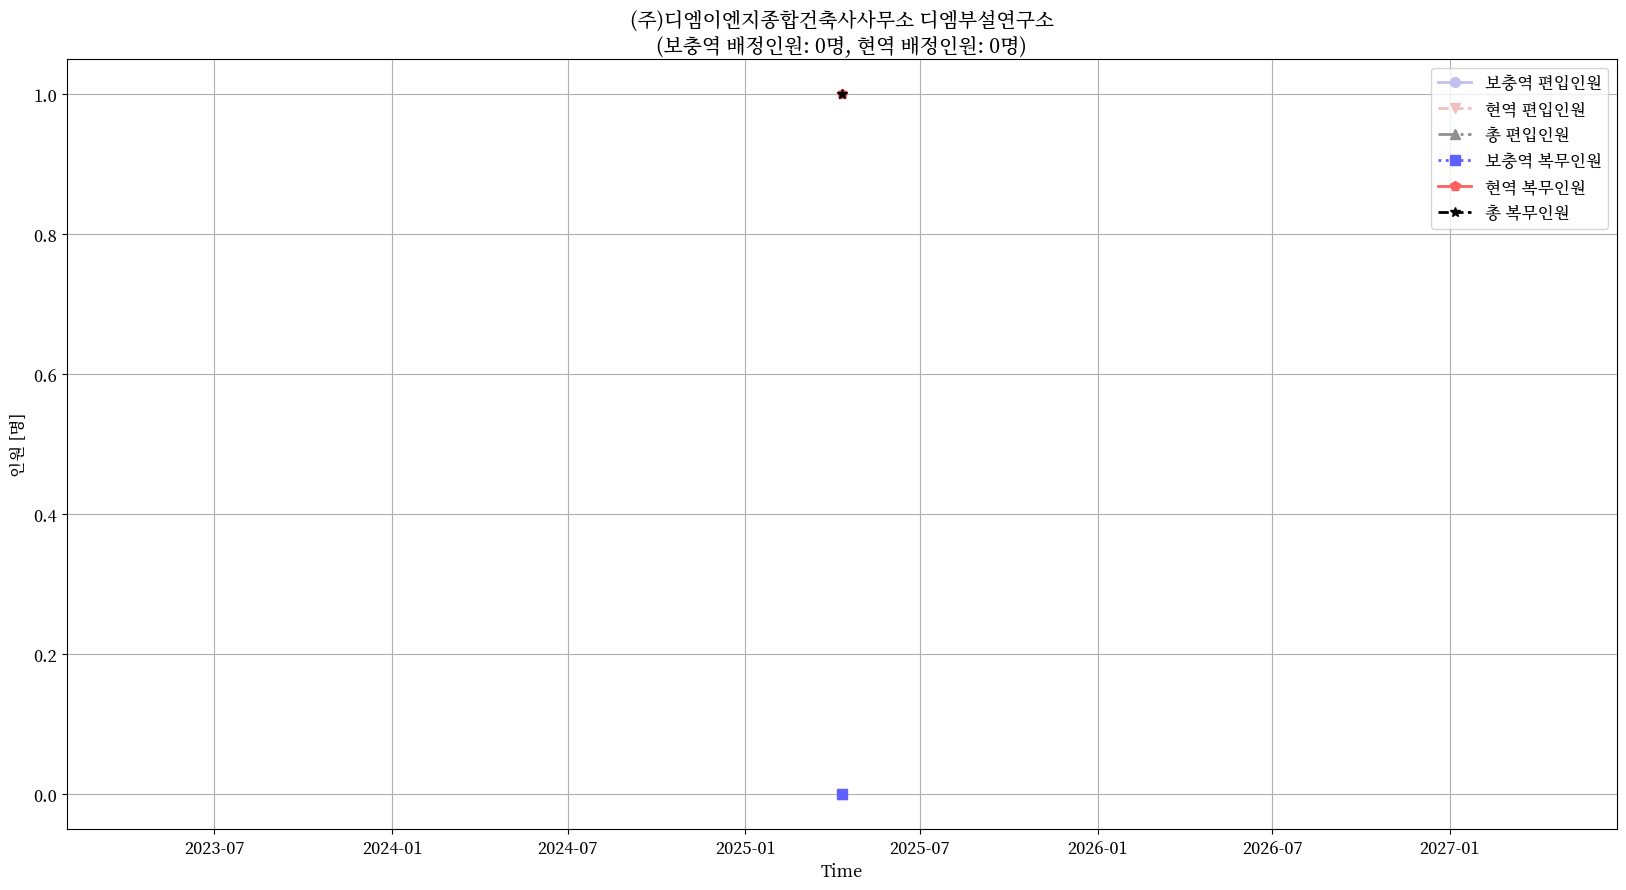 (주)디엠이엔지종합건축사사무소 디엠부설연구소
(보충역 배정인원: 0명, 현역 배정인원: 0명)
보충역 편입인원
현역 편입인원
총 편입인원
보충역 복무인원
현역 복무인원
총 복무인원
1.0
0.8
0.6
0.4
0.2
0.0
인원 [명]
2023-07
2024-01
2024-07
2025-01
2025-07
2026-01
2026-07
2027-01
Time